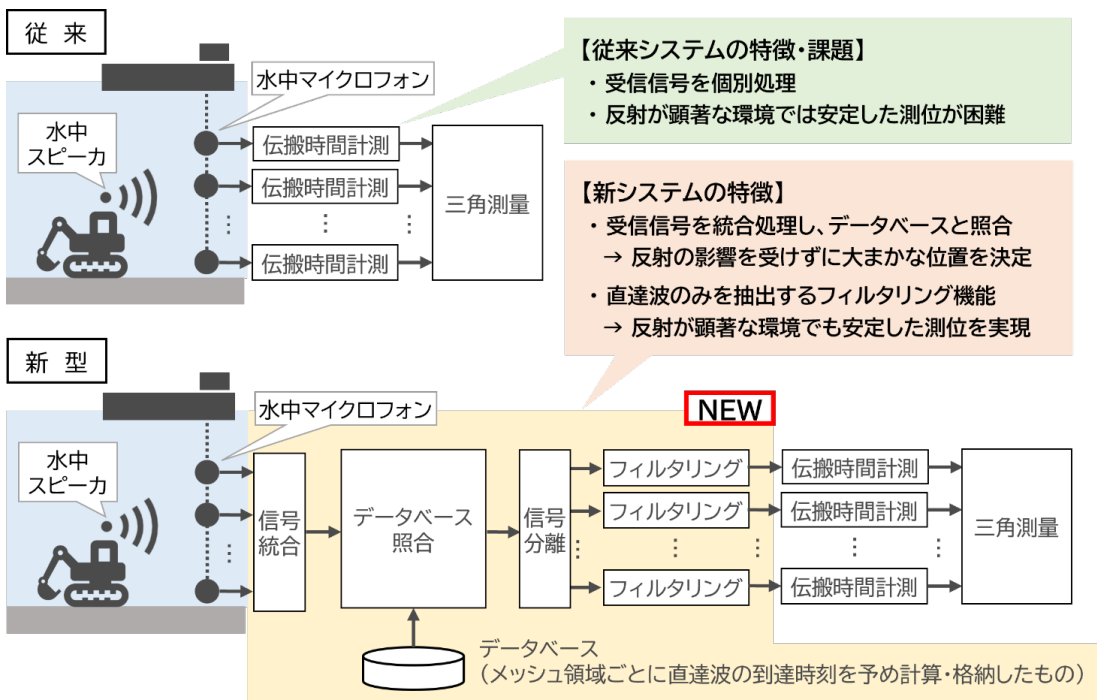 従 来
水中マイクロフォン
水中
スピーカ
伝搬時間計測
伝搬時間計測
伝搬時間計測
三角測量
【従来システムの特徴・課題】
・ 受信信号を個別処理
・ 反射が顕著な環境では安定した測位が困難
【新システムの特徴】
・ 受信信号を統合処理し、データベースと照合
→ 反射の影響を受けずに大まかな位置を決定
・ 直達波のみを抽出するフィルタリング機能
→ 反射が顕著な環境でも安定した測位を実現
新 型
水中マイクロフォン
NEW
水中
スピーカ
信号
統合
データベース
照合
信号
分離
フィルタリング
フィルタリング
フィルタリング
伝搬時間計測
伝搬時間計測
伝搬時間計測
三角測量
データベース
(メッシュ領域ごとに直達波の到達時刻を予め計算・格納したもの)